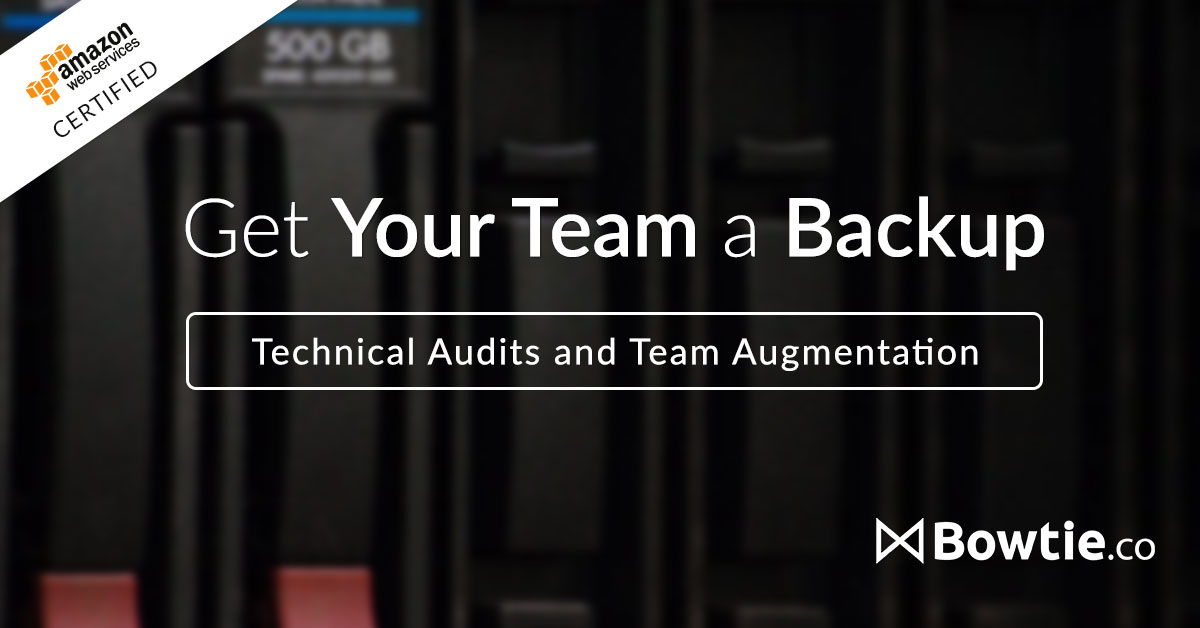 amazon
web services
CERTIFIED
500 GB
Get Your Team a Backup
Technical Audits and Team Augmentation
Bowtie.co